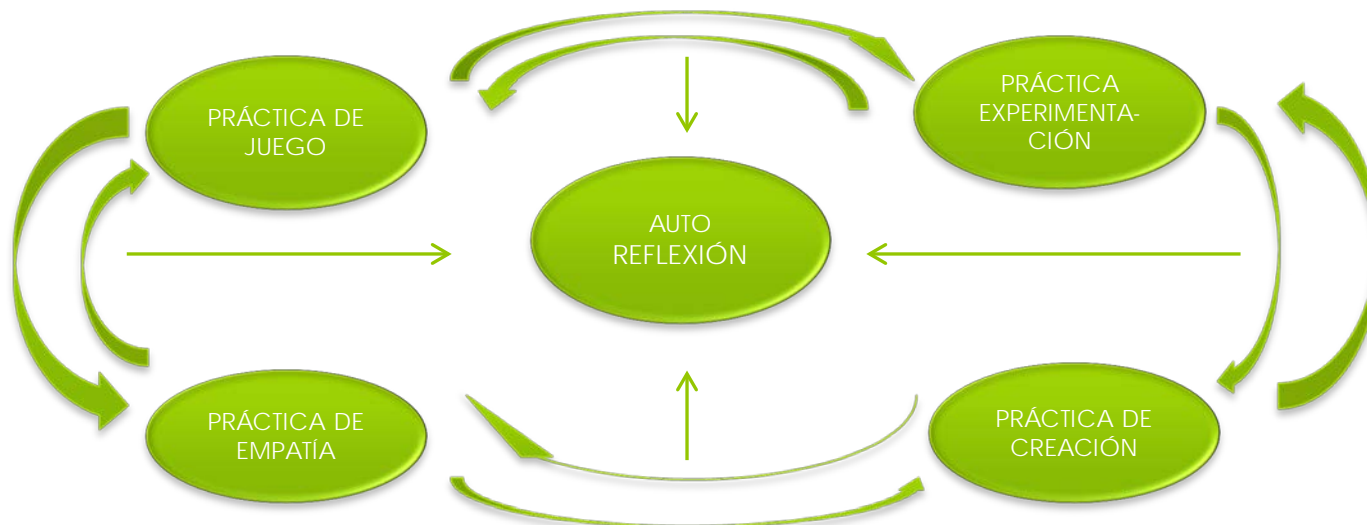 PRÁCTICA DE
JUEGO
PRÁCTICA
EXPERIMENTA-
CIÓN
AUTO
REFLEXIÓN
PRÁCTICA DE
EMPATÍA
PRÁCTICA DE
CREACIÓN